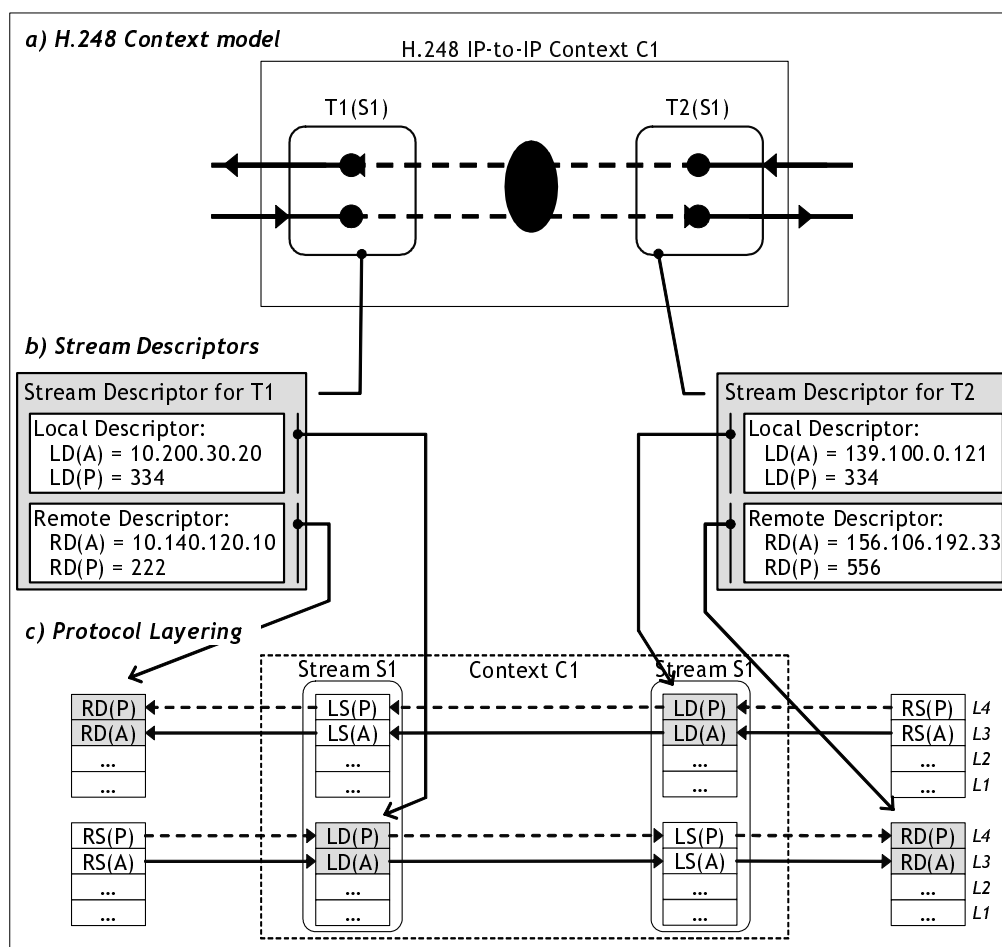 a) H.248 Context model
H.248 IP-to-IP Context C1
T1(S1)
T2(S1)
b) Stream Descriptors
Stream Descriptor for T1
Local Descriptor:
LD(A) = 10.200.30.20
LD(P) = 334
Remote Descriptor:
RD(A) = 10.140.120.10
RD(P) = 222
Stream Descriptor for T2
Local Descriptor:
LD(A) = 139.100.0.121
LD(P) = 334
Remote Descriptor:
RD(A) = 156.106.192.33
RD(P) = 556
c) Protocol Layering
Stream S1
Context C1
Stream S1
RD(P)
LS(P)
LD(P)
RS(P)
L4
RD(A)
LS(A)
LD(A)
RS(A)
L3
...
...
...
...
L2
...
...
...
...
L1
RS(P)
LD(P)
LS(P)
RD(P)
L4
RS(A)
LD(A)
LS(A)
RD(A)
L3
...
...
...
...
L2
...
...
...
...
L1